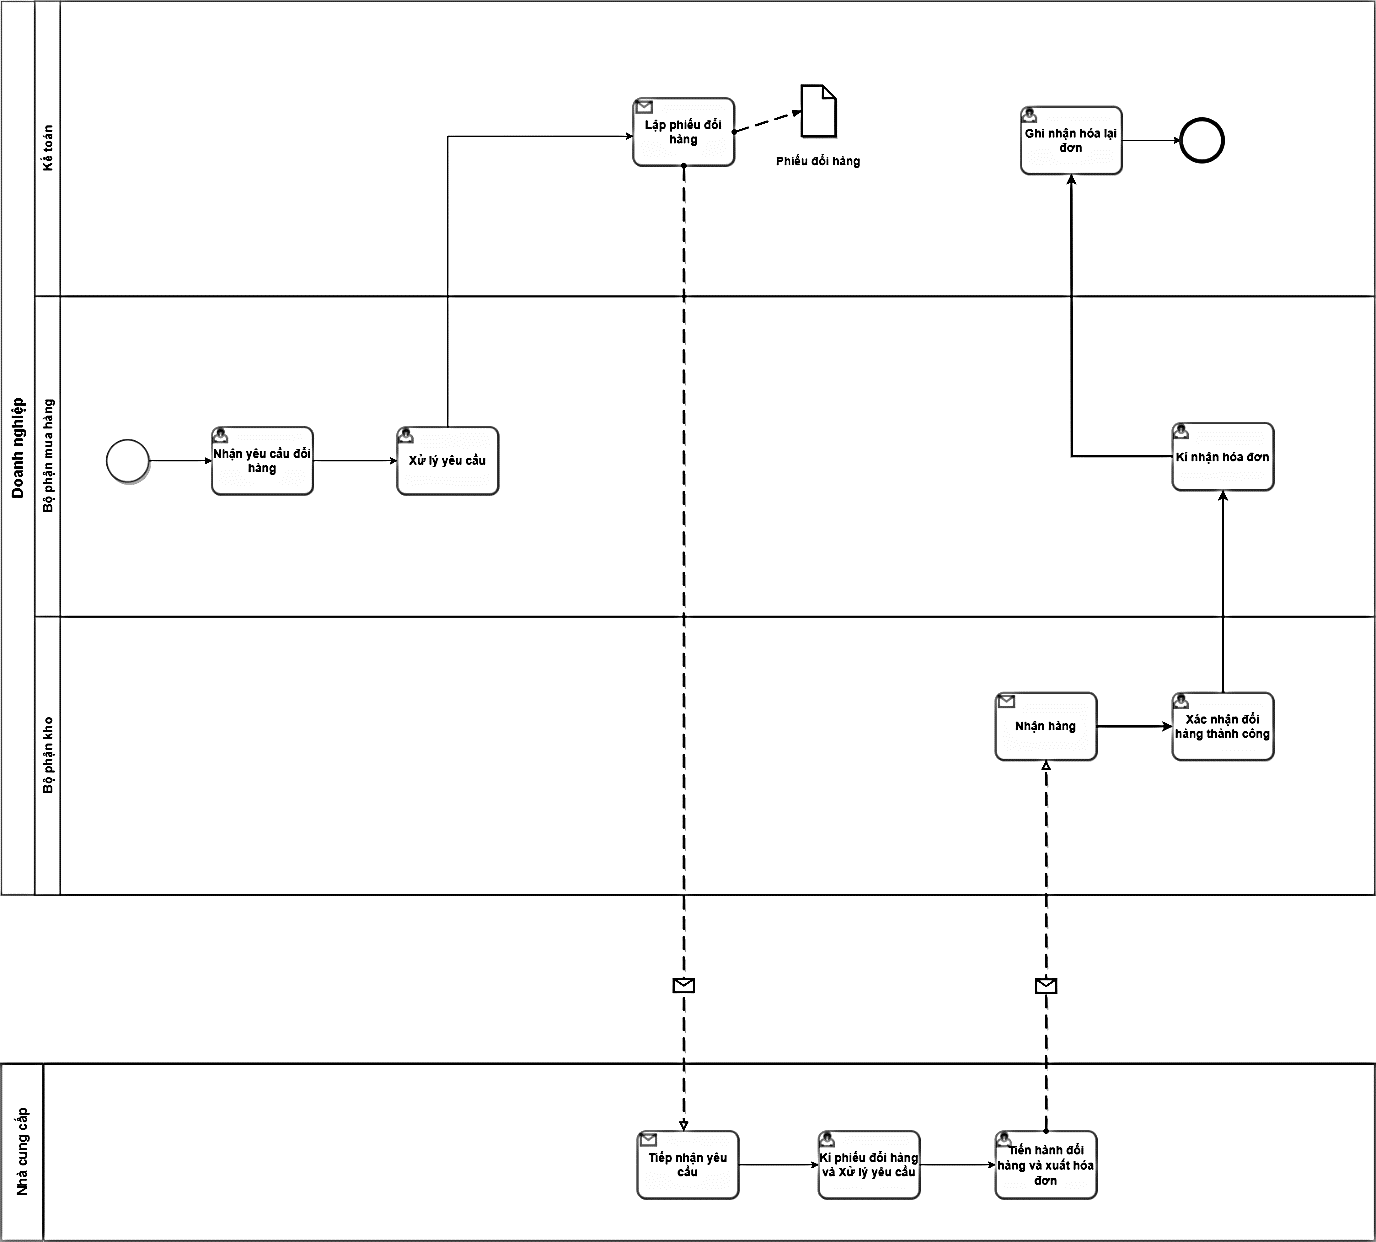 Doanh nghiệp
Kế toán
Lập phiếu đổi
hàng
Phiếu đổi hàng
Ghi nhận hóa lại
đơn
Bộ phận mua hàng
Nhận yêu cầu đổi
hàng
Xử lý yêu cầu
Kí nhận hóa đơn
Bộ phận kho
Nhận hàng
Xác nhận đổi
hàng thành công
Nhà cung cấp
Tiếp nhận yêu
cầu
Kí phiếu đổi hàng
và Xử lý yêu cầu
Tiến hành đổi
hàng và xuất hóa
đơn